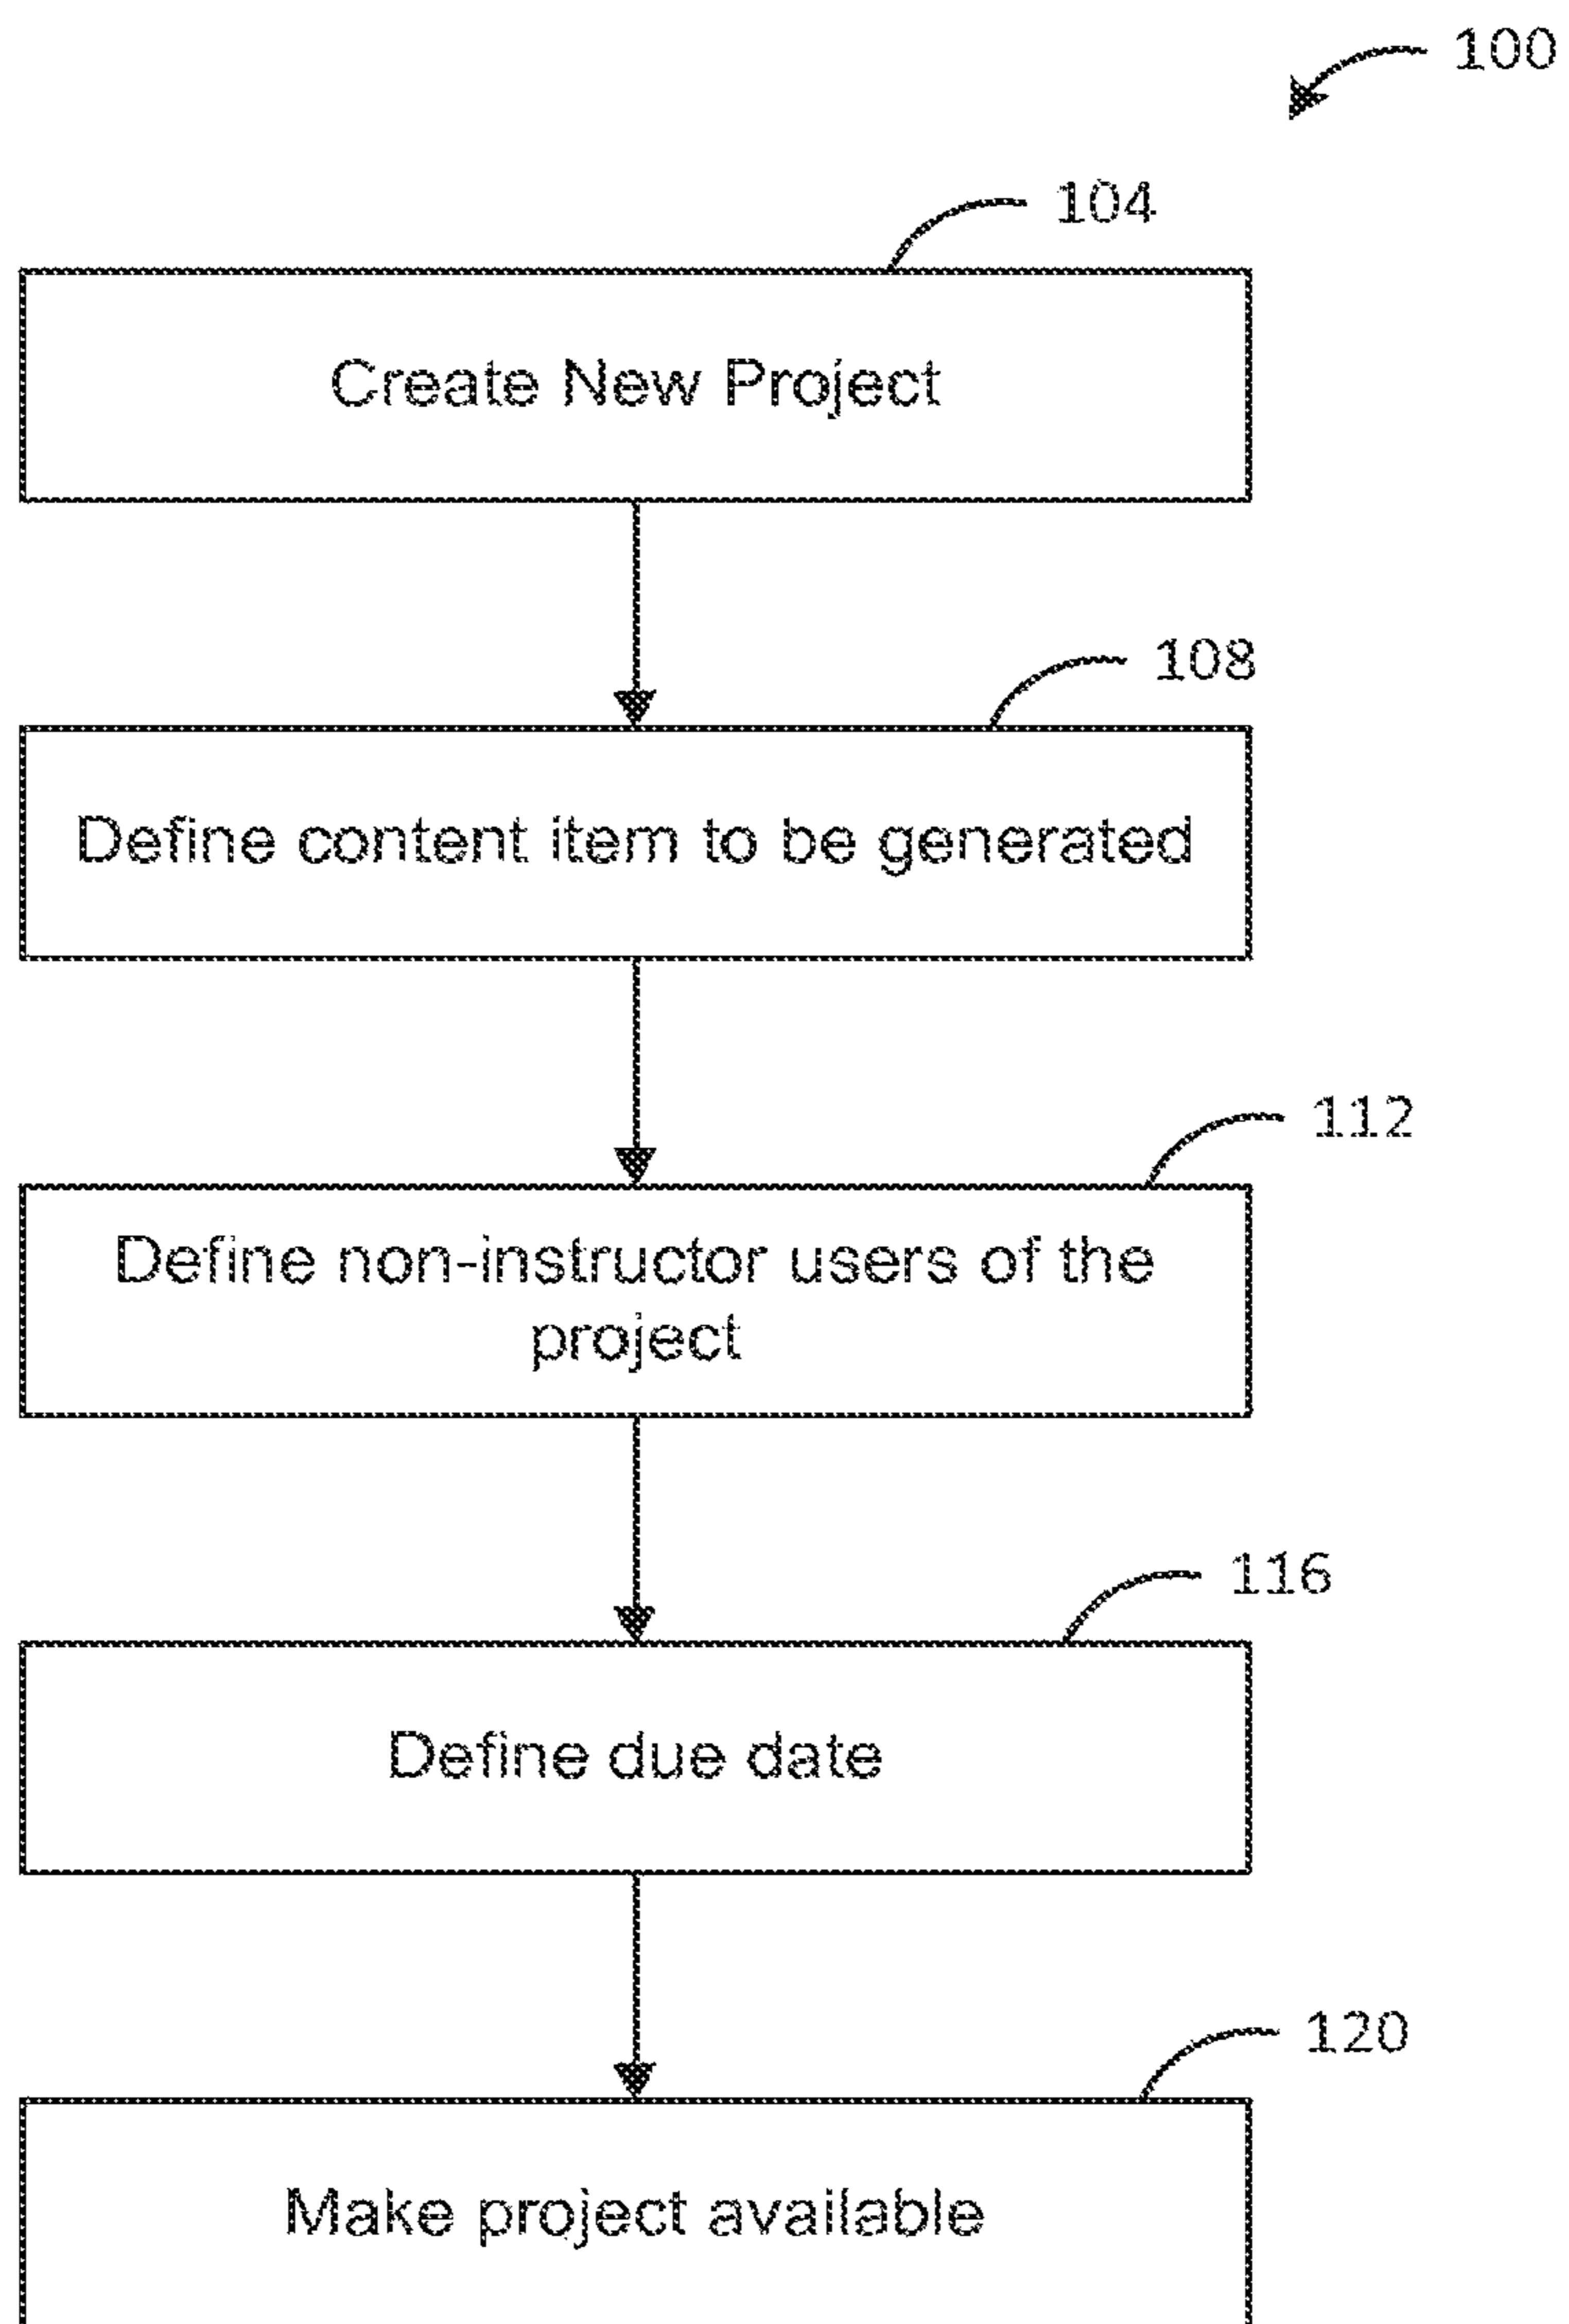 100
104
Create New Project
108
Define content item to be generated
112
Define non-instructor users of the
project
116
Define due date
120
Make project available